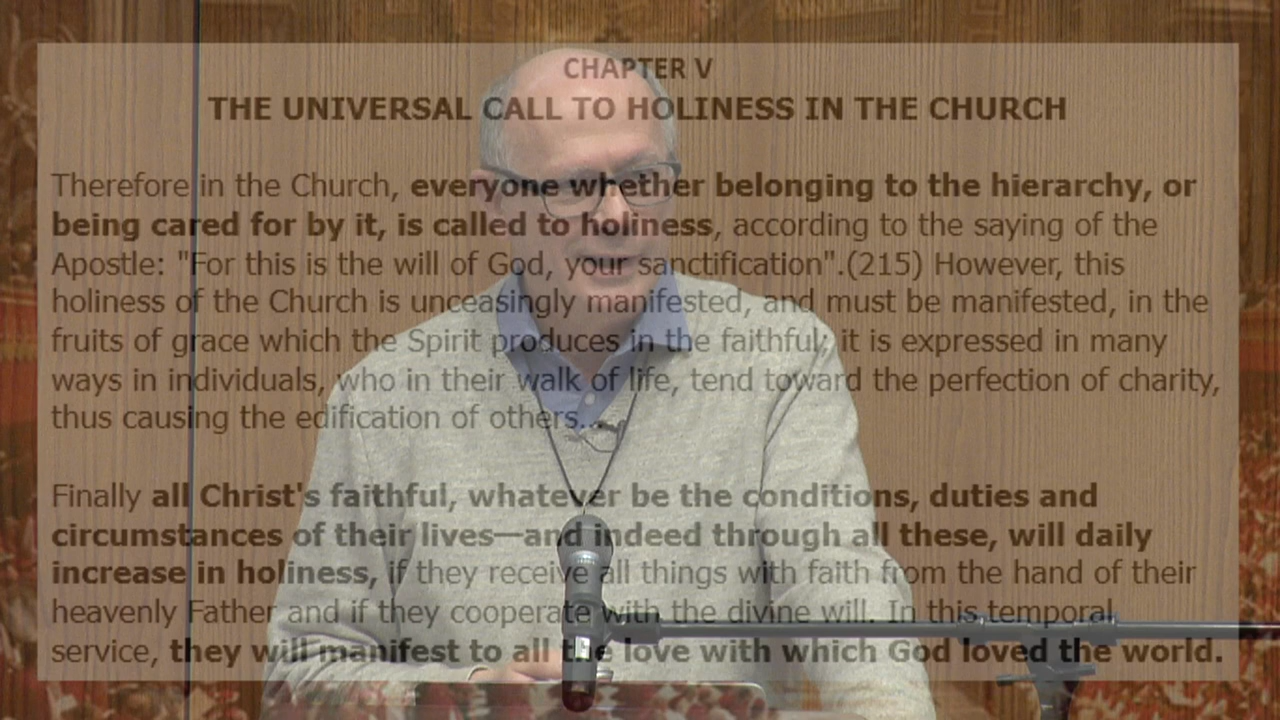 CHAPTER V
THE UNIVERSAL CALL TO HOLINESS IN THE CHURCH
Therefore in the Church, everyone whether belonging to the hierarchy, or
being cared for by it, is called to holiness, according to the saying of the
Apostle: "For this is the will of God, your sanctification".(215) However, this
holiness of the Church is unceasingly manifested, and must be manifested, in the
fruits of grace which the Spirit produces in the faithful; it is expressed in many
ways in individuals, who in their walk of life, tend toward the perfection of charity,
thus causing the edification of others...
Finally all Christ's faithful, whatever be the conditions, duties and
circumstances of their lives—and indeed through all these, will daily
increase in holiness, if they receive all things with faith from the hand of their
heavenly Father and if they cooperate with the divine will. In this temporal
service, they will manifest to all the love with which God loved the world.